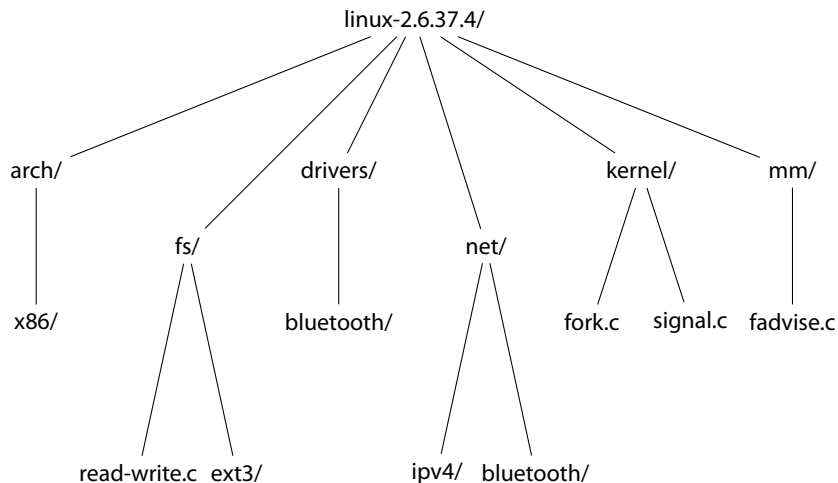 linux-2.6.37.4/
arch/ drivers/ kernel/ mm/
fs/ net/
x86/ bluetooth/ fork.c signal.c fadvise.c
read-write.c ext3/ ipv4/ bluetooth/